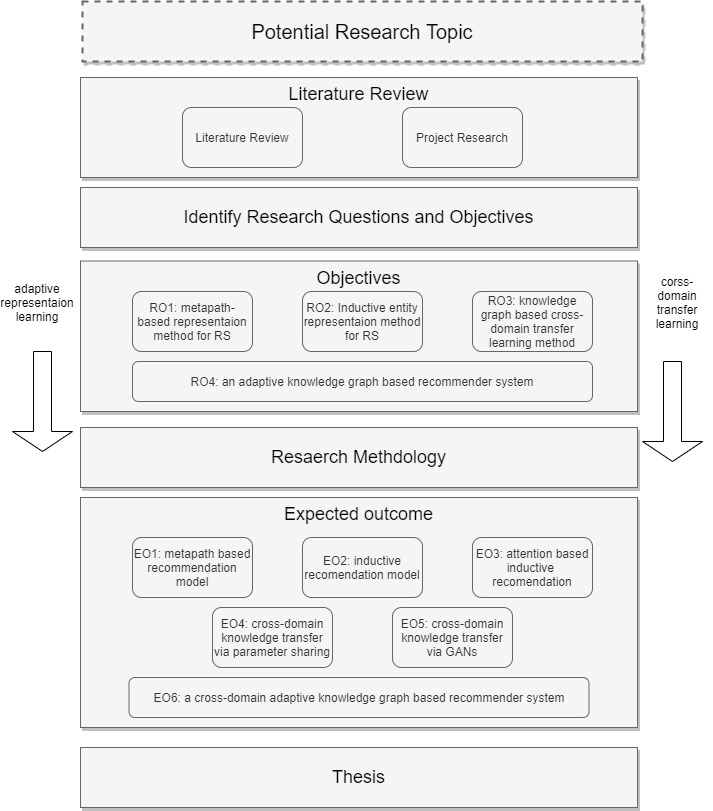 Potential Research Topic
Literature Review
Literature Review
Project Research
Identify Research Questions and Objectives
adaptive
representaion
learning
corss-
domain
transfer
learning
Objectives
RO1: metapath-
based representaion
method for RS
RO2: Inductive entity
representaion method
for RS
RO3: knowledge
graph based cross-
domain transfer
learning method
RO4: an adaptive knowledge graph based recommender system
Resaerch Methdology
Expected outcome
EO1: metapath based
recommendation
model
EO2: inductive
recomendation model
EO3: attention based
inductive
recomendation
EO4: cross-domain
knowledge transfer
via parameter sharing
EO5: cross-domain
knowledge transfer
via GANs
EO6: a cross-domain adaptive knowledge graph based recommender system
Thesis